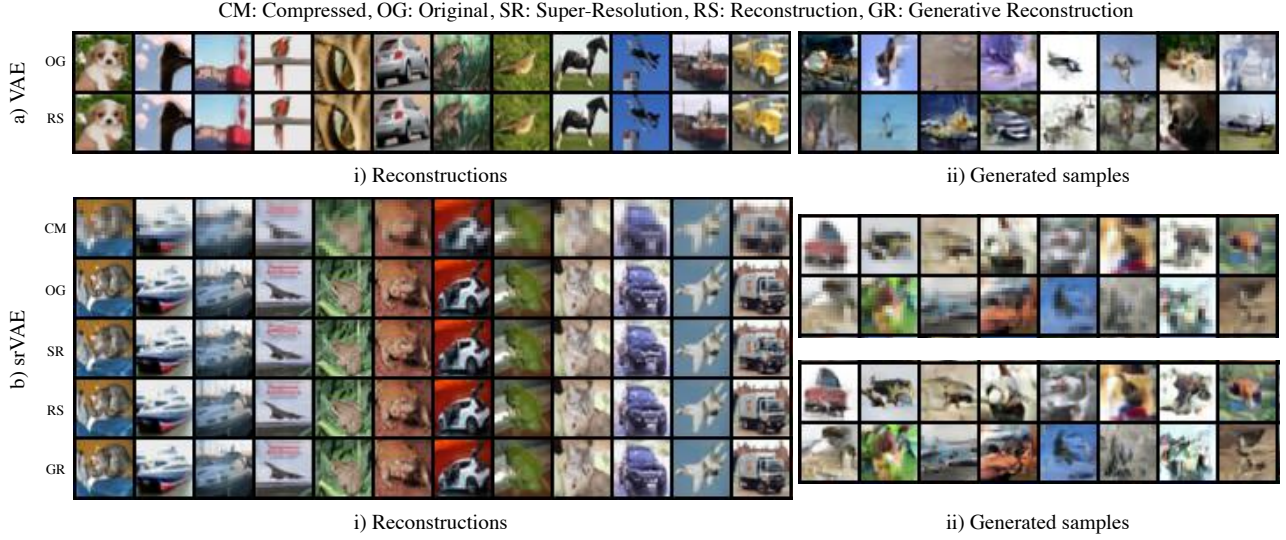 CM: Compressed, OG: Original, SR: Super-Resolution, RS: Reconstruction, GR: Generative Reconstruction
a) VAE
OG
RS
i) Reconstructions
ii) Generated samples
b) srVAE
CM
OG
SR
RS
GR
i) Reconstructions
ii) Generated samples